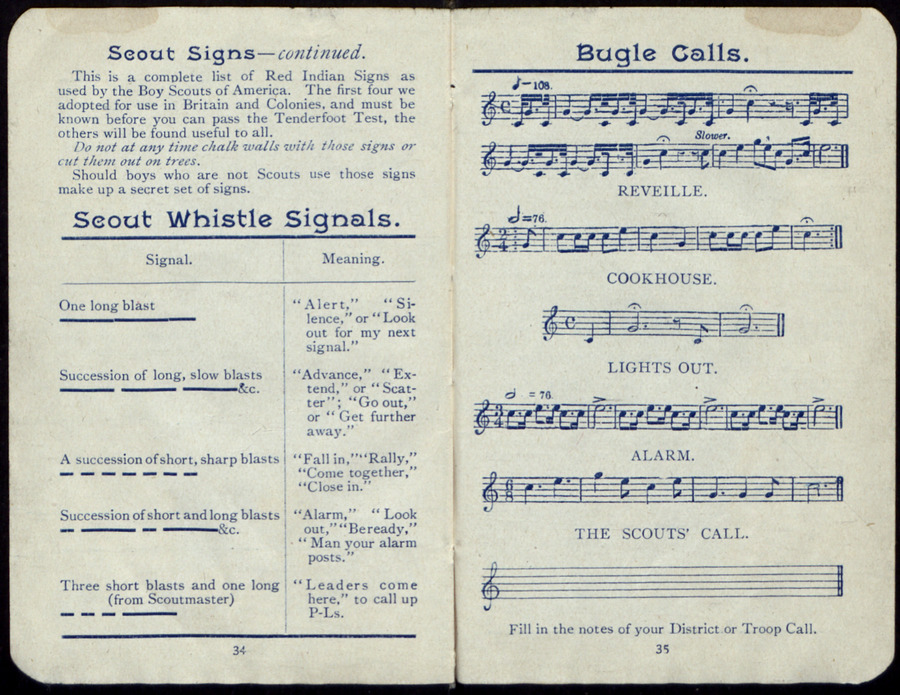 Scout Signs—continued.
This is a complete list of Red Indian Signs as
used by the Boy Scouts of America. The first four we
adopted for use in Britain and Colonies, and must be
known before you can pass the Tenderfoot Test, the
others will be found useful to all.
Do not at any time chalk walls with those signs or
cut them out on trees.
Should boys who are not Scouts use those signs
make up a secret set of signs.
Scout Whistle Signals.
Signal. Meaning.
One long blast
"Alert," "Si-
lence," or "Look
out for my next
signal."
Succession of long, slow blasts
&c.
"Advance," "Ex-
tend," or "Scat-
ter"; "Go out,"
or "Get further
away."
A succession of short, sharp blasts
"Fall in," "Rally,"
"Come together,"
"Close in."
Succession of short and long blasts
&c.
"Alarm," "Look
out," "Be ready,"
"Man your alarm
posts."
Three short blasts and one long
(from Scoutmaster)
"Leaders come
here," to call up
P-Ls.
34
Bugle Calls.
=108.
Slower.
REVEILLE.
=76.
COOKHOUSE.
LIGHTS OUT.
= 76.
ALARM.
THE SCOUTS' CALL.
Fill in the notes of your District or Troop Call.
35